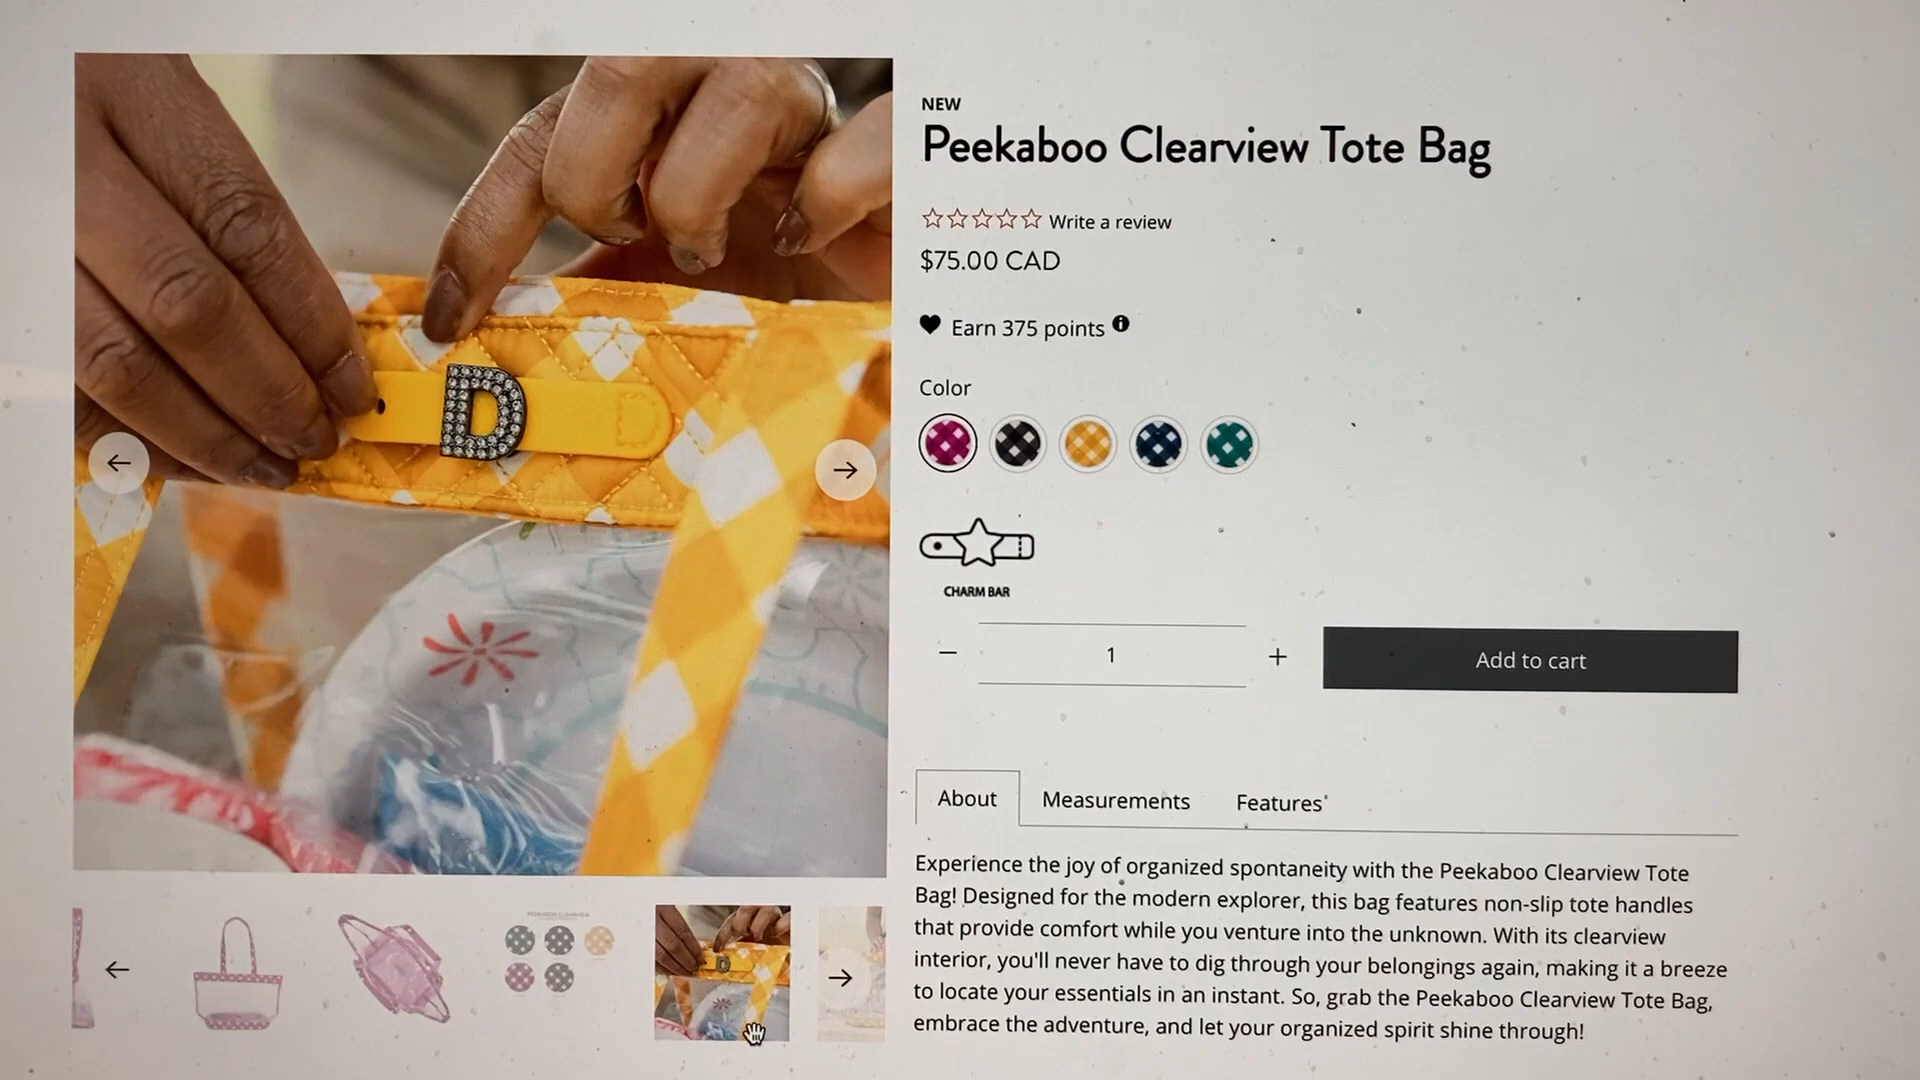 NEW
Peekaboo Clearview Tote Bag
Write a review
$75.00 CAD
Earn 375 points
Color
CHARM BAR
1
Add to cart
About
Measurements
Features
Experience the joy of organized spontaneity with the Peekaboo Clearview Tote
Bag! Designed for the modern explorer, this bag features non-slip tote handles
that provide comfort while you venture into the unknown. With its clearview
interior, you'll never have to dig through your belongings again, making it a breeze
to locate your essentials in an instant. So, grab the Peekaboo Clearview Tote Bag,
embrace the adventure, and let your organized spirit shine through!
D
PEEKABOO CLEARVIEW